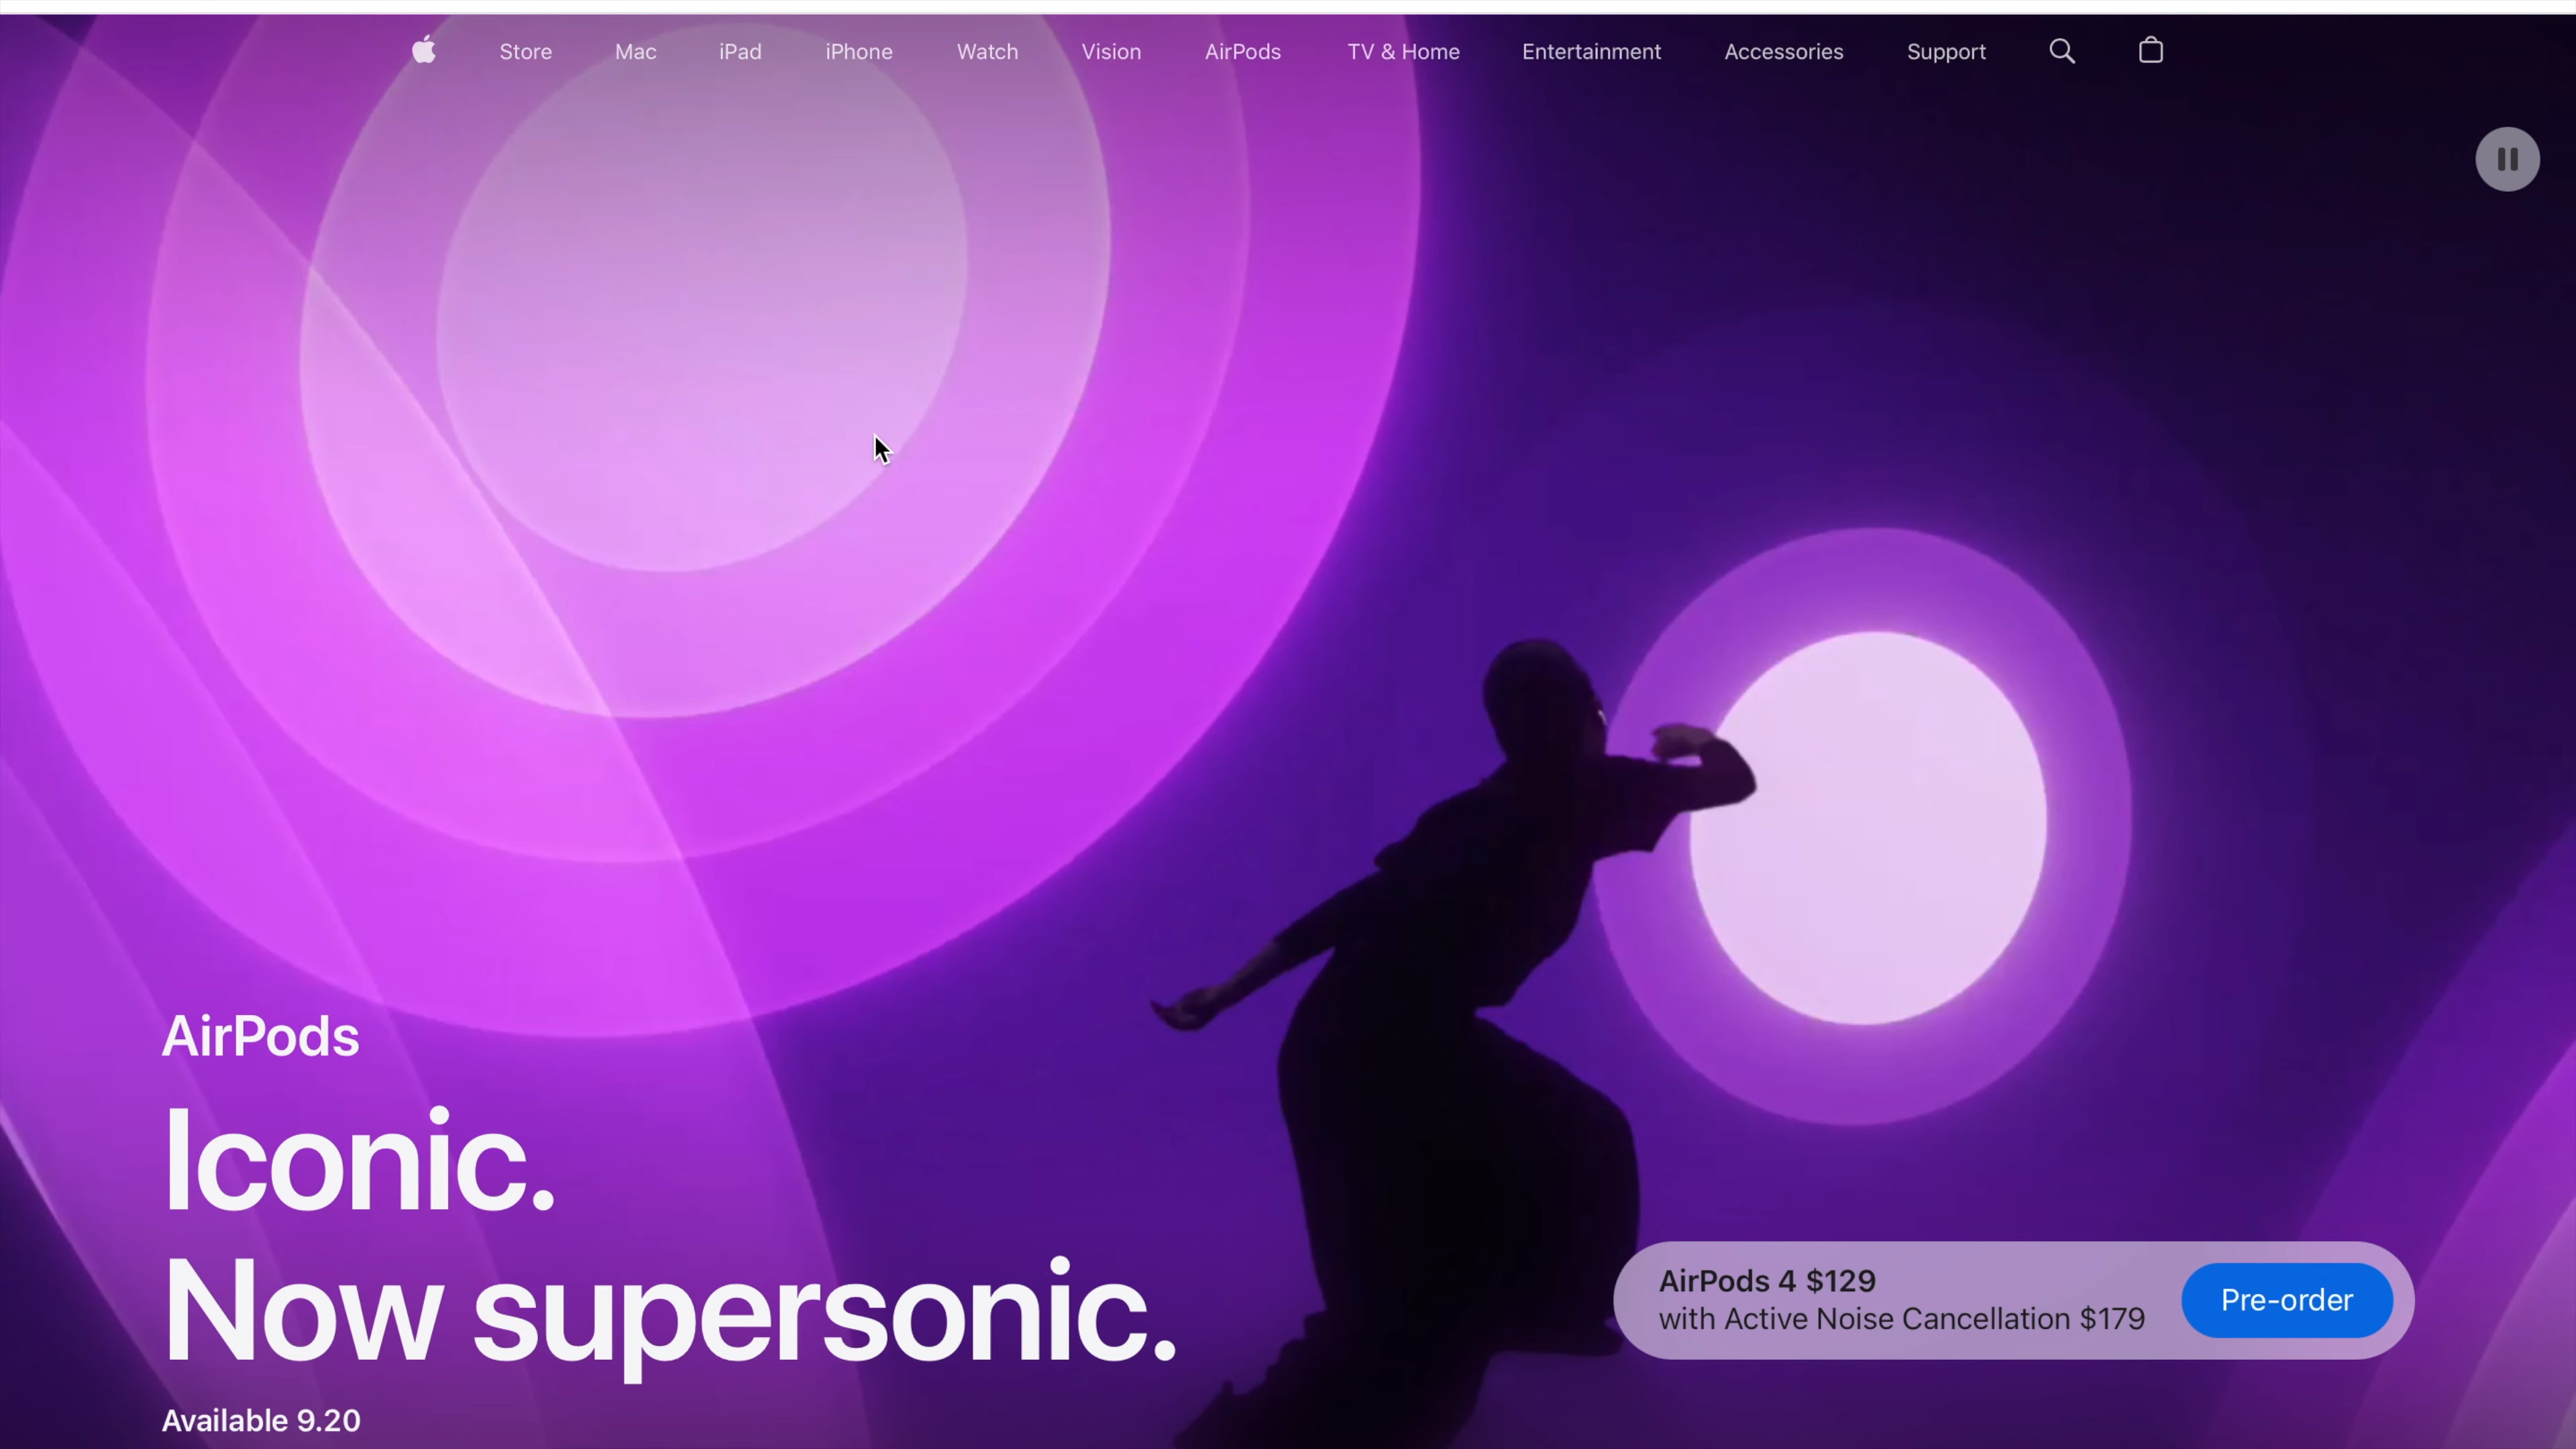 Store Mac iPad iPhone Watch Vision AirPods TV & Home Entertainment Accessories Support
AirPods
Iconic.
Now supersonic.
Available 9.20
AirPods 4 $129
with Active Noise Cancellation $179
Pre-order